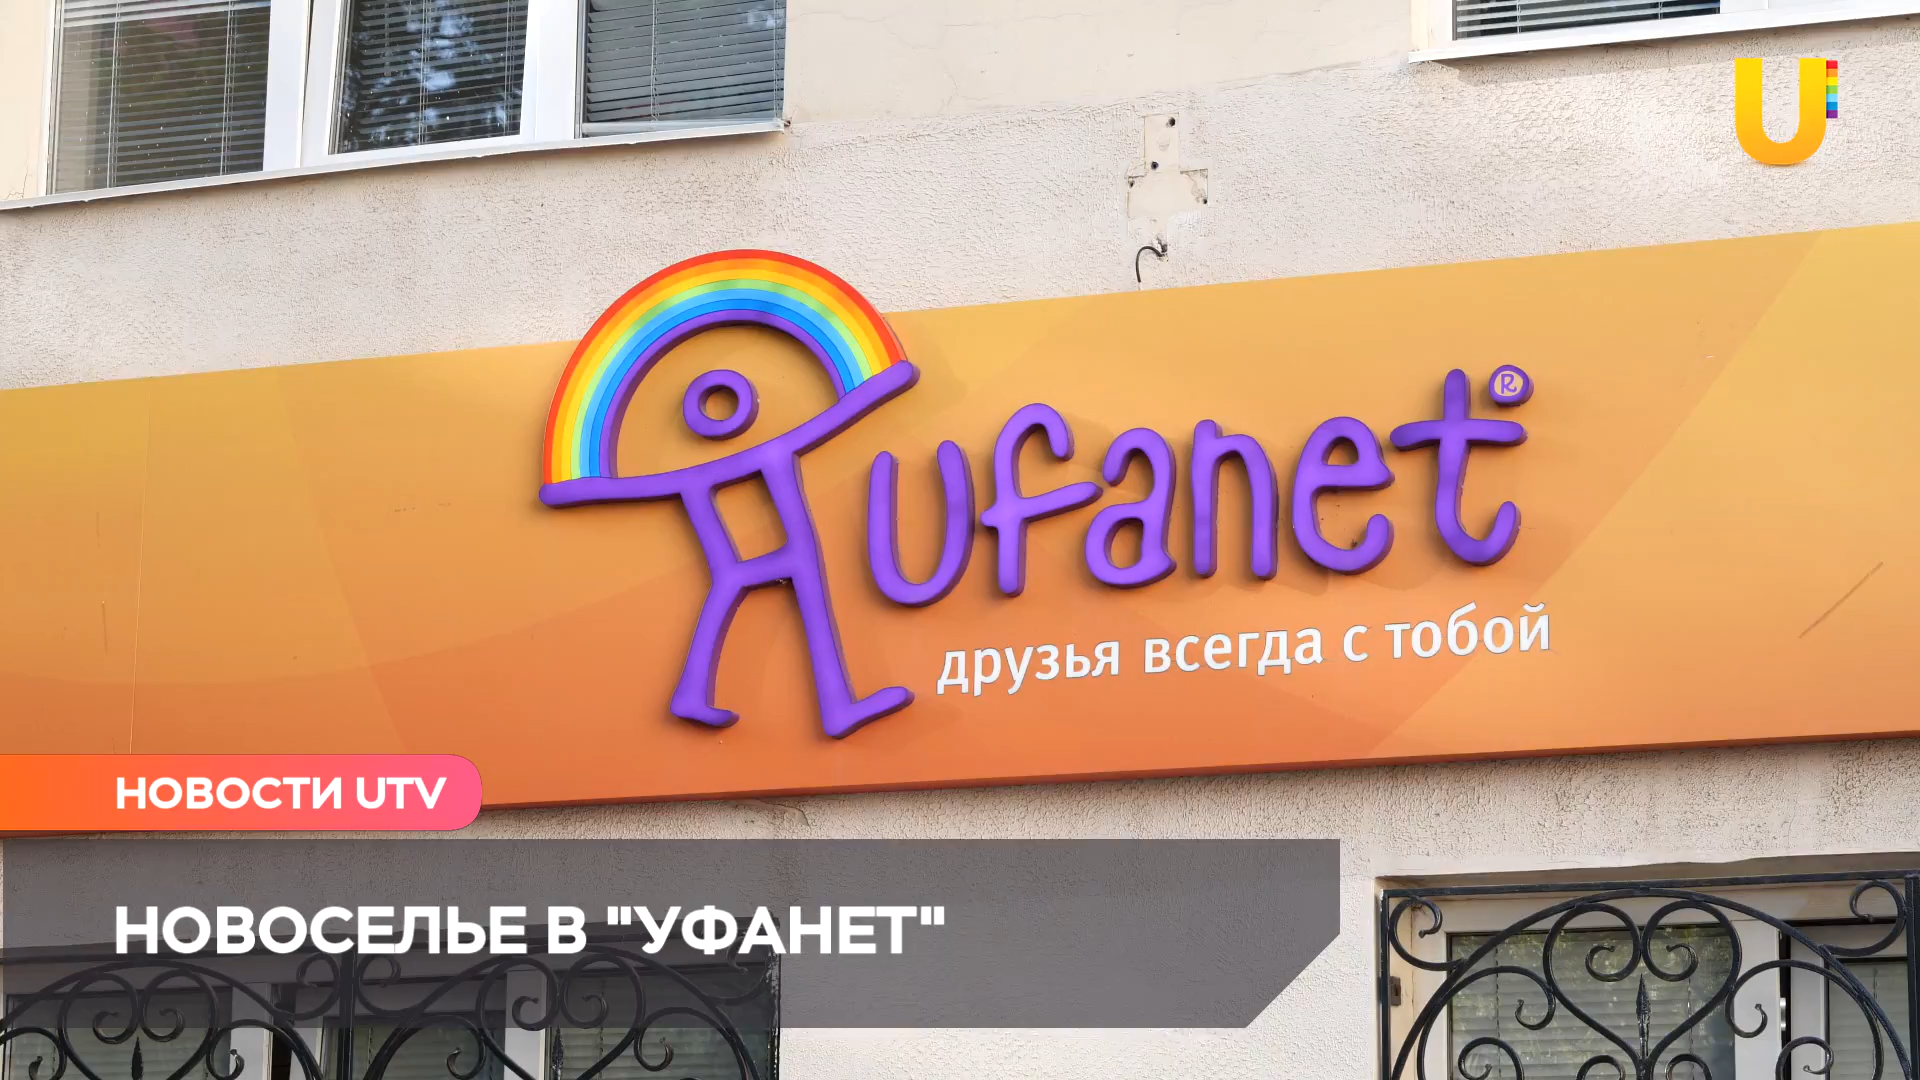 U
ufanet®
друзья всегда с тобой
НОВОСТИ UTV
НОВОСЕЛЬЕ В "УФАНЕТ"